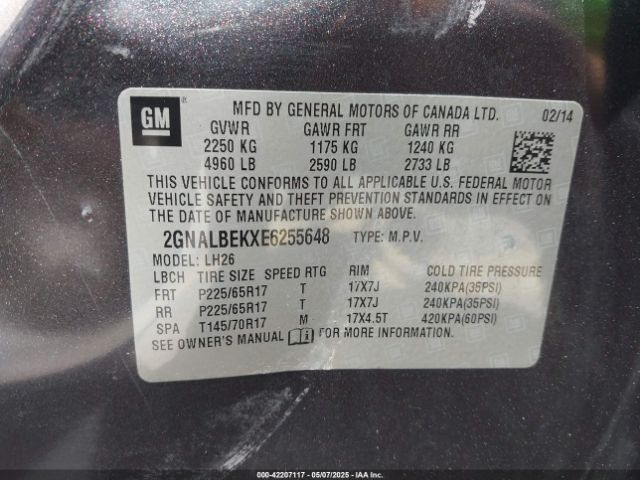 GM
®
MFD BY GENERAL MOTORS OF CANADA LTD. 02/14
GVWR GAWR FRT GAWR RR
2250 KG 1175 KG 1240 KG
4960 LB 2590 LB 2733 LB
THIS VEHICLE CONFORMS TO ALL APPLICABLE U.S. FEDERAL MOTOR
VEHICLE SAFETY AND THEFT PREVENTION STANDARDS IN EFFECT ON
THE DATE OF MANUFACTURE SHOWN ABOVE.
2GNALBEKXE6255648 TYPE: M.P.V.
MODEL: LH26
LBCH TIRE SIZE SPEED RTG RIM COLD TIRE PRESSURE
FRT P225/65R17 T 17X7J 240KPA(35PSI)
RR P225/65R17 T 17X7J 240KPA(35PSI)
SPA T145/70R17 M 17X4.5T 420KPA(60PSI)
SEE OWNER'S MANUAL FOR MORE INFORMATION.
000-42207117 - 05/07/2025 - IAA Inc.